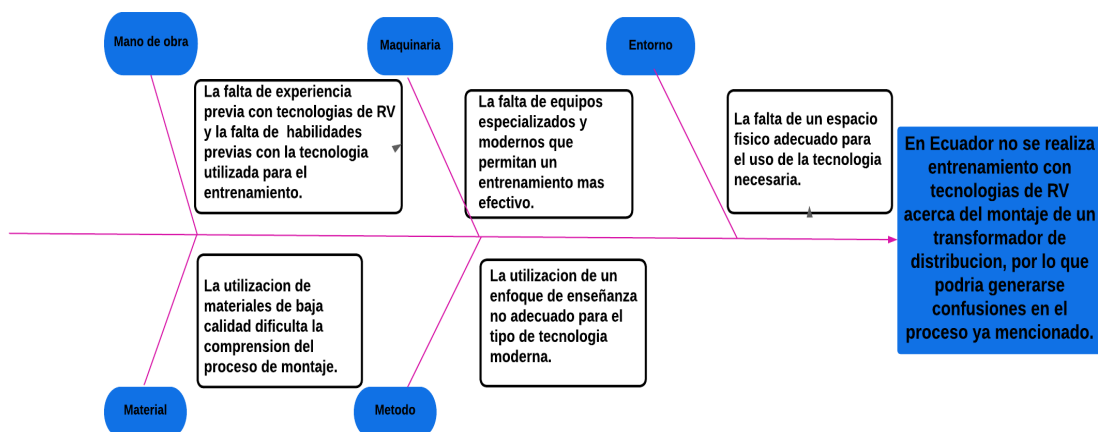 Mano de obra
Maquinaria
Entorno
La falta de experiencia
previa con tecnologias de RV
y la falta de habilidades
previas con la tecnologia
utilizada para el
entrenamiento.
La falta de equipos
especializados y
modernos que
permitan un
entrenamiento mas
efectivo.
La falta de un espacio
fisico adecuado para
el uso de la tecnologia
necesaria.
En Ecuador no se realiza
entrenamiento con
tecnologias de RV
acerca del montaje de un
transformador de
distribucion, por lo que
podria generarse
confusiones en el
proceso ya mencionado.
La utilizacion de
materiales de baja
calidad dificulta la
comprension del
proceso de montaje.
La utilizacion de un
enfoque de enseñanza
no adecuado para el
tipo de tecnologia
moderna.
Material
Metodo